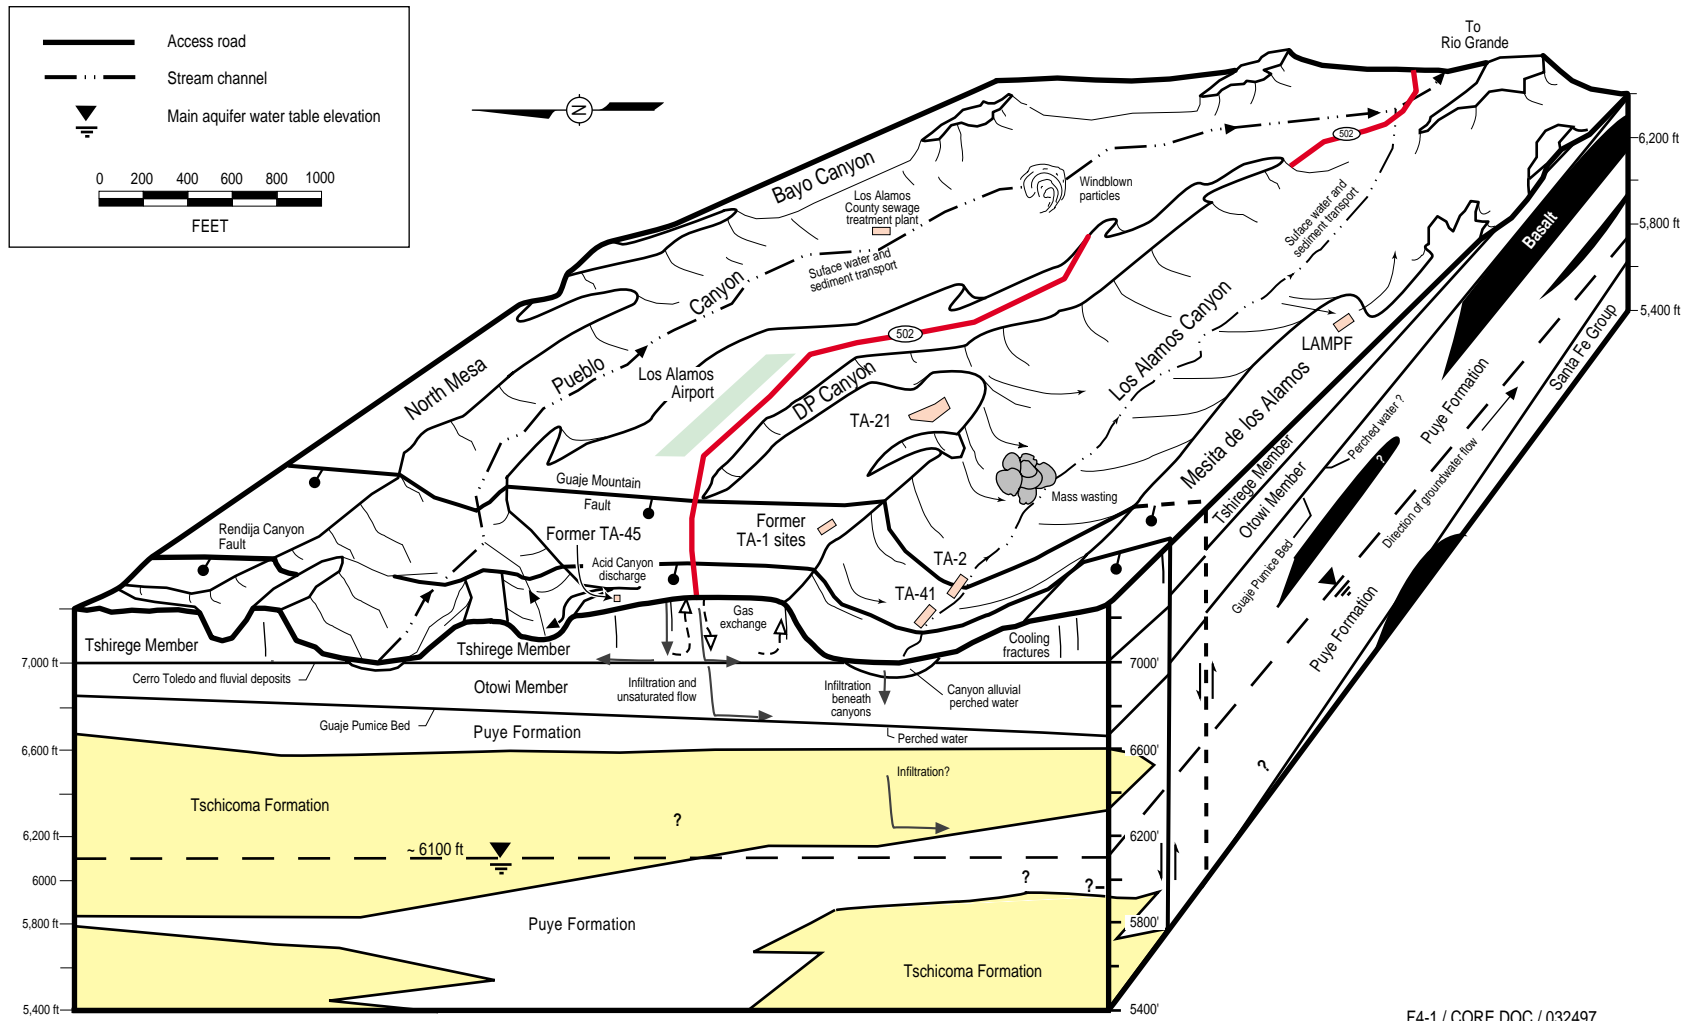 Access road
Stream channel
Main aquifer water table elevation
0 200 400 600 800 1000
FEET
N
To
Rio Grande
502
6,200 ft
5,800 ft
5,400 ft
Bayo Canyon
Los Alamos
County sewage
treatment plant
Windblown
particles
Suface water and
sediment transport
Suface water and
sediment transport
Basalt
North Mesa
Pueblo
Canyon
Los Alamos
Airport
502
DP Canyon
Los Alamos Canyon
LAMPF
Mesita de los Alamos
Santa Fe Group
TA-21
Mass wasting
Tshirege Member
Otowi Member
Guaje Pumice Bed
Perched water ?
?
Puye Formation
Direction of groundwater flow
Puye Formation
?
Guaje Mountain
Fault
Rendija Canyon
Fault
Former TA-45
Former
TA-1 sites
Acid Canyon
discharge
TA-2
TA-41
Gas
exchange
Cooling
fractures
Tshirege Member
Tshirege Member
7,000 ft
7000'
Cerro Toledo and fluvial deposits
Otowi Member
Infiltration and
unsaturated flow
Infiltration
beneath
canyons
Canyon alluvial
perched water
Guaje Pumice Bed
Puye Formation
Perched water
6,600 ft
6600'
Tschicoma Formation
?
Infiltration?
6,200 ft
6200'
~ 6100 ft
6000
?
?
5,800 ft
5800'
Puye Formation
Tschicoma Formation
5,400 ft
5400'
F4-1 / CORE DOC / 032497